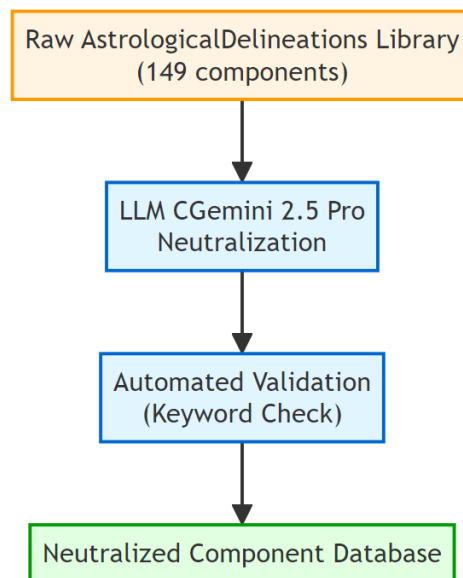 Raw AstrologicalDelineations Library
(149 components)
LLM CGemini 2.5 Pro
Neutralization
Automated Validation
(Keyword Check)
Neutralized Component Database